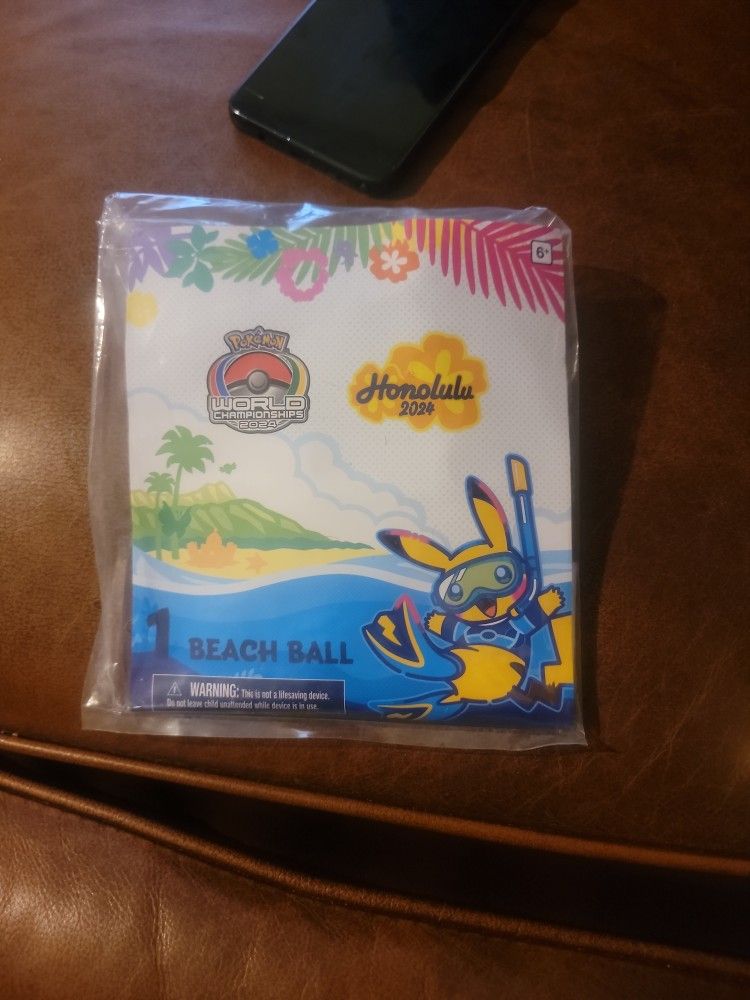 6+
POKéMON
WORLD
CHAMPIONSHIPS
2024
Honolulu
2024
1 BEACH BALL
WARNING: This is not a lifesaving device.
Do not leave child unattended while device is in use.